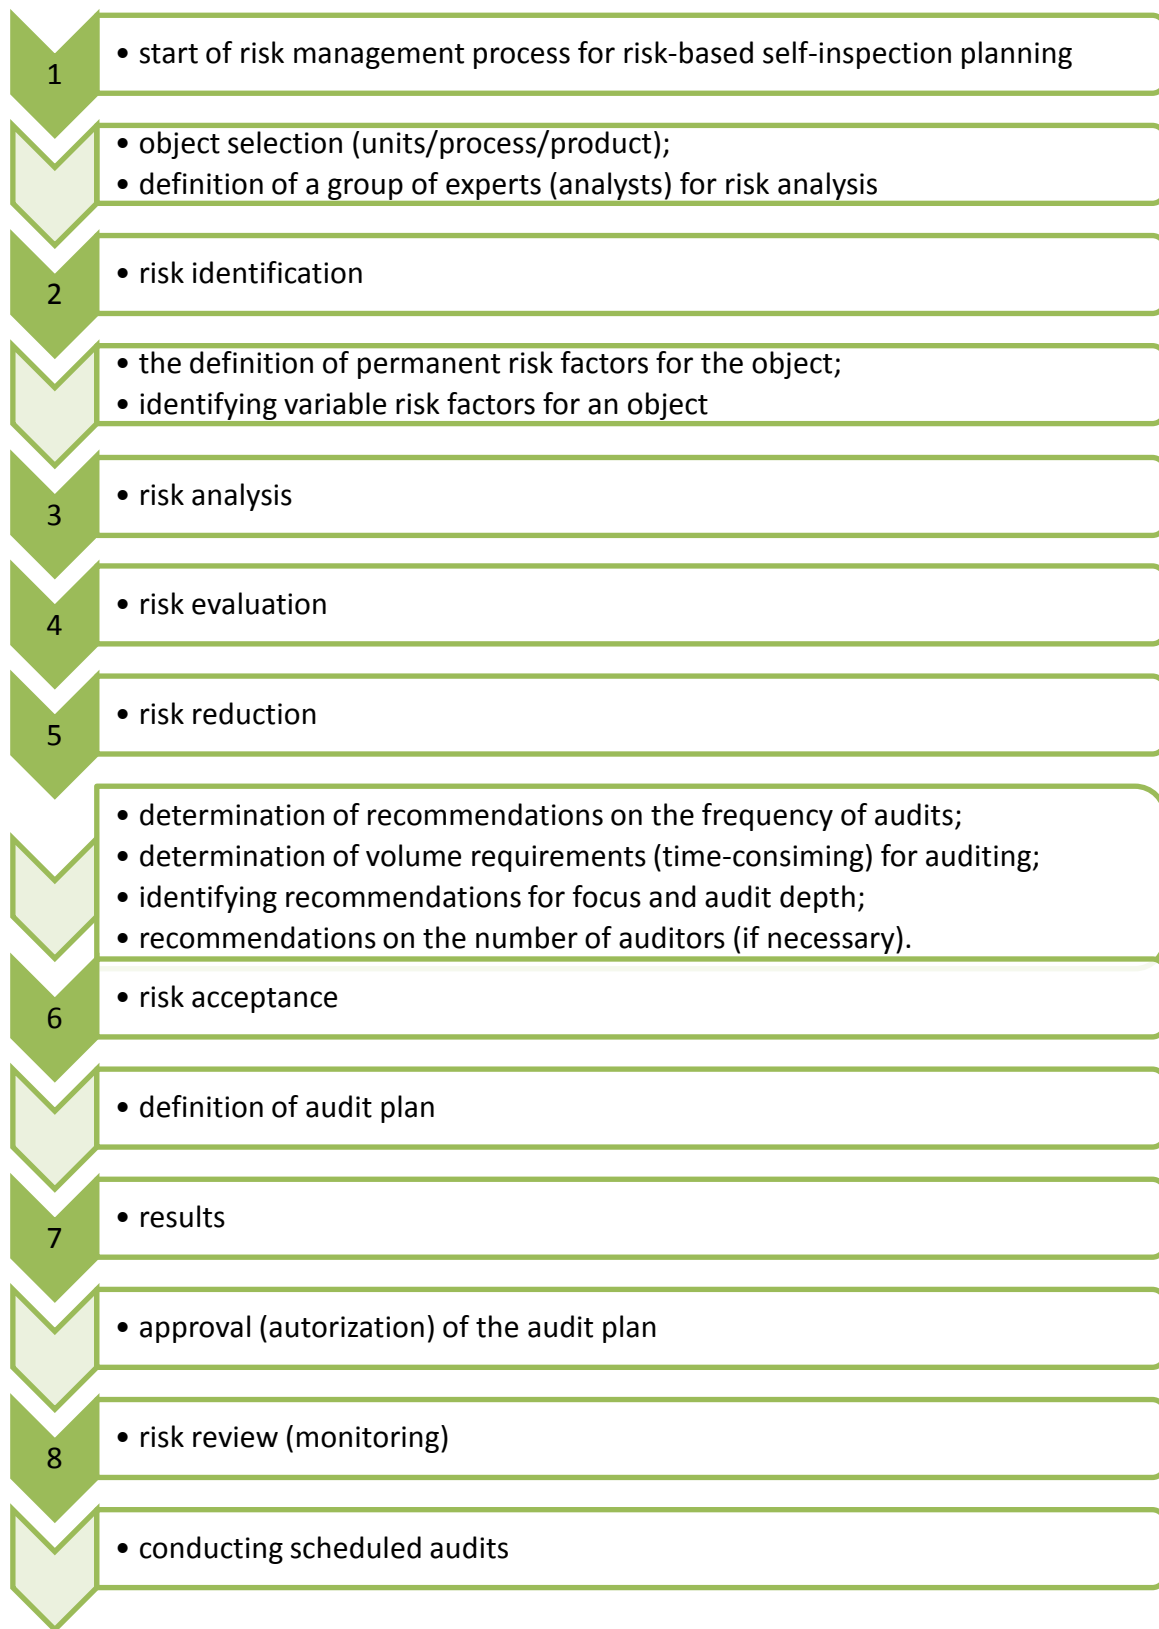 1
• start of risk management process for risk-based self-inspection planning
• object selection (units/process/product);
• definition of a group of experts (analysts) for risk analysis
2
• risk identification
• the definition of permanent risk factors for the object;
• identifying variable risk factors for an object
3
• risk analysis
4
• risk evaluation
5
• risk reduction
• determination of recommendations on the frequency of audits;
• determination of volume requirements (time-consiming) for auditing;
• identifying recommendations for focus and audit depth;
• recommendations on the number of auditors (if necessary).
6
• risk acceptance
• definition of audit plan
7
• results
• approval (autorization) of the audit plan
8
• risk review (monitoring)
• conducting scheduled audits